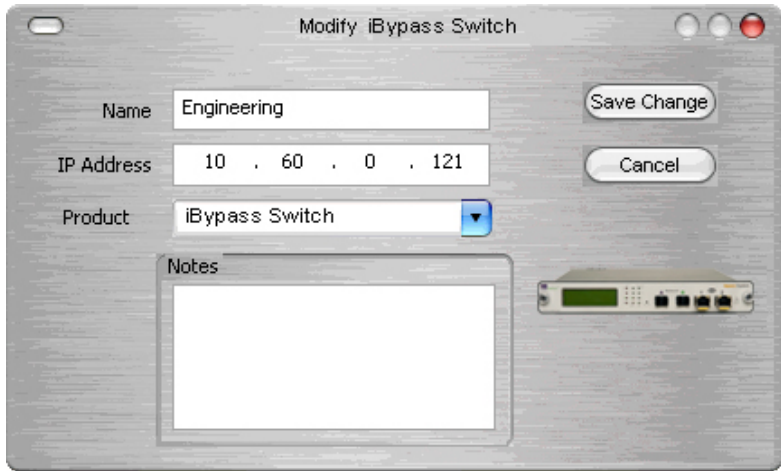 Modify iBypass Switch
Name
Engineering
Save Change
IP Address
10 . 60 . 0 . 121
Cancel
Product
iBypass Switch
Notes